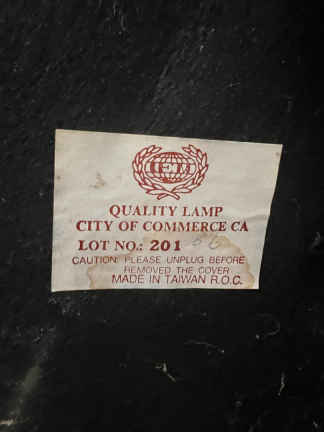 IEM
QUALITY LAMP
CITY OF COMMERCE CA
LOT NO.: 201
CAUTION: PLEASE UNPLUG BEFORE
REMOVED THE COVER
MADE IN TAIWAN R.O.C.